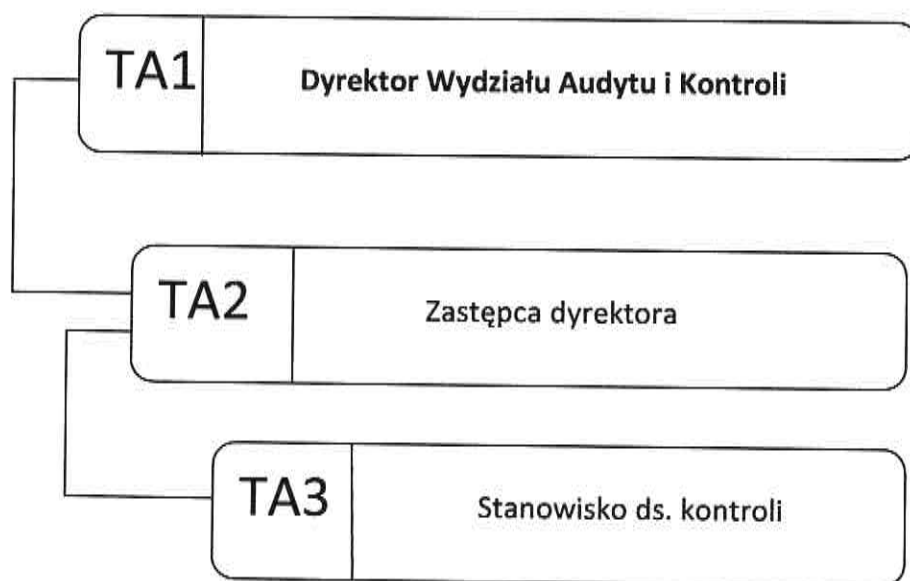 TA1 Dyrektor Wydziału Audytu i Kontroli
TA2 Zastępca dyrektora
TA3 Stanowisko ds. kontroli